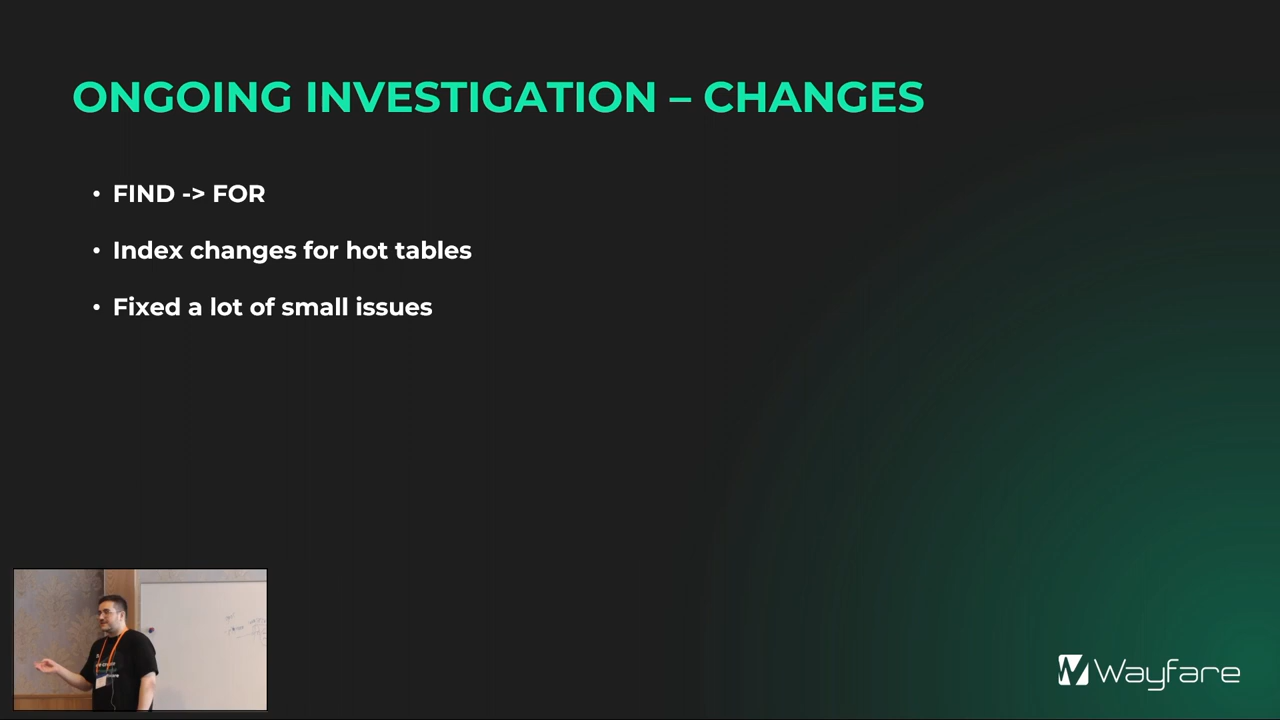 ONGOING INVESTIGATION – CHANGES
• FIND -> FOR
• Index changes for hot tables
• Fixed a lot of small issues
Wayfare